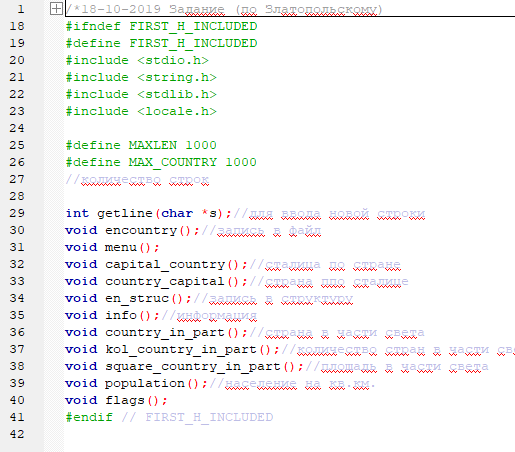 1 /*18-10-2019 Задание (по Златопольскому)
18 #ifndef FIRST_H_INCLUDED
19 #define FIRST_H_INCLUDED
20 #include <stdio.h>
21 #include <string.h>
22 #include <stdlib.h>
23 #include <locale.h>
24
25 #define MAXLEN 1000
26 #define MAX_COUNTRY 1000
27 //количество строк
28
29 int getline(char *s);//для ввода новой строки
30 void encountry();//запись в файл
31 void menu();
32 void capital_country();//сталица по стране
33 void country_capital();//страна ппо сталице
34 void en_struc();//запись в структуру
35 void info();//информация
36 void country_in_part();//страна в части света
37 void kol_country_in_part();//количество стран в части св
38 void square_country_in_part();//площадь в части света
39 void population();//население на кв.км.
40 void flags();
41 #endif // FIRST_H_INCLUDED
42